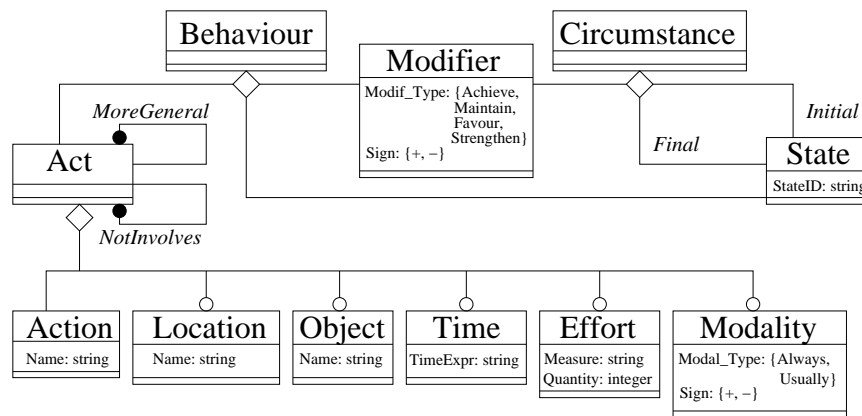 Behaviour
Circumstance
Modifier
Modif_Type: {Achieve,
Maintain,
Favour,
Strengthen}
Sign: {+, −}
MoreGeneral
Initial
Final
Act
State
StateID: string
NotInvolves
Action
Name: string
Location
Name: string
Object
Name: string
Time
TimeExpr: string
Effort
Measure: string
Quantity: integer
Modality
Modal_Type: {Always,
Usually}
Sign: {+, −}